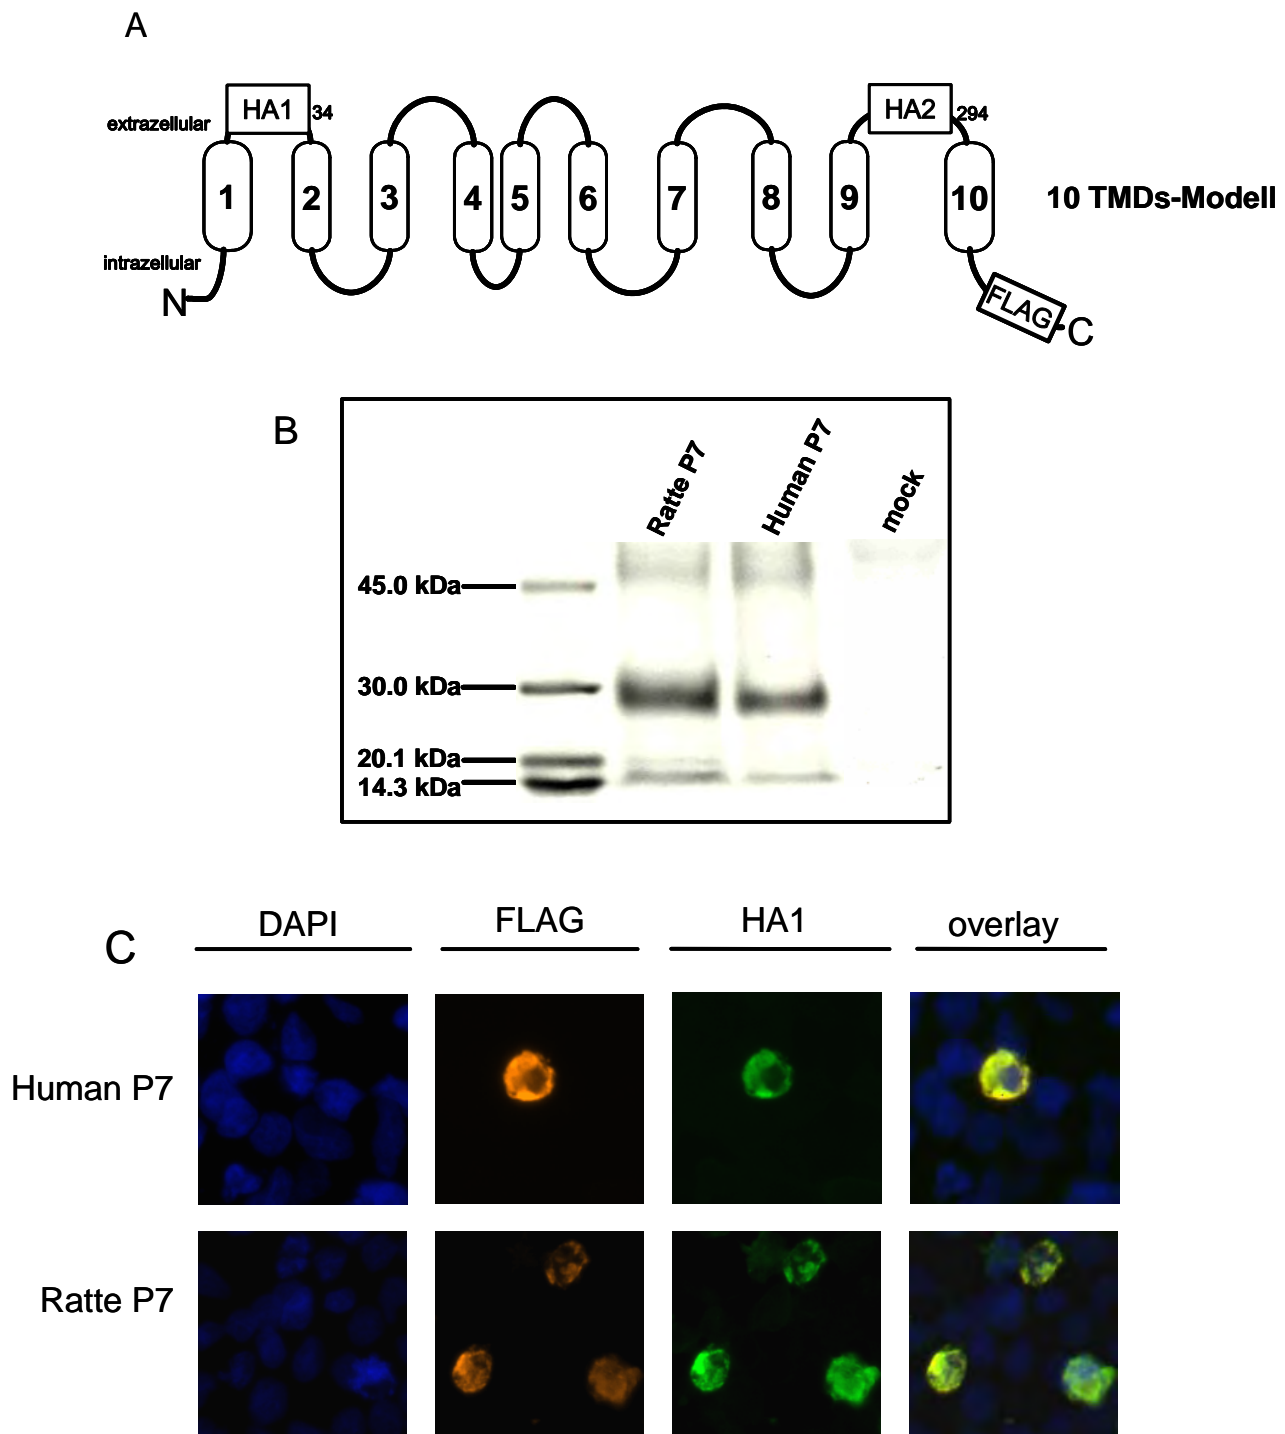 A
HA1
34
HA2
294
extrazellular
1 2 3 4 5 6 7 8 9 10
10 TMDs-Modell
intrazellular
N
FLAG
C
B
Ratte P7
Human P7
mock
45.0 kDa
30.0 kDa
20.1 kDa
14.3 kDa
C
DAPI
FLAG
HA1
overlay
Human P7
Ratte P7